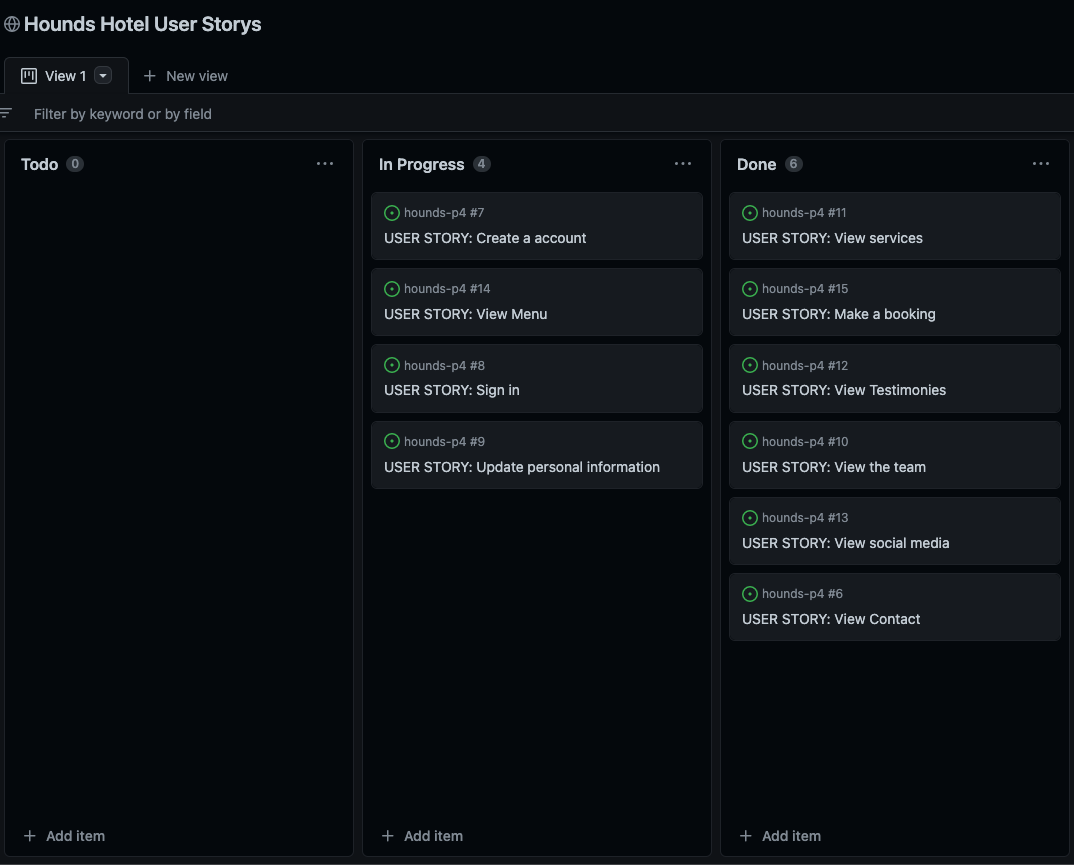 Hounds Hotel User Storys
View 1
New view
Filter by keyword or by field
Todo 0
In Progress 4
hounds-p4 #7
USER STORY: Create a account
hounds-p4 #14
USER STORY: View Menu
hounds-p4 #8
USER STORY: Sign in
hounds-p4 #9
USER STORY: Update personal information
Done 6
hounds-p4 #11
USER STORY: View services
hounds-p4 #15
USER STORY: Make a booking
hounds-p4 #12
USER STORY: View Testimonies
hounds-p4 #10
USER STORY: View the team
hounds-p4 #13
USER STORY: View social media
hounds-p4 #6
USER STORY: View Contact
Add item
Add item
Add item